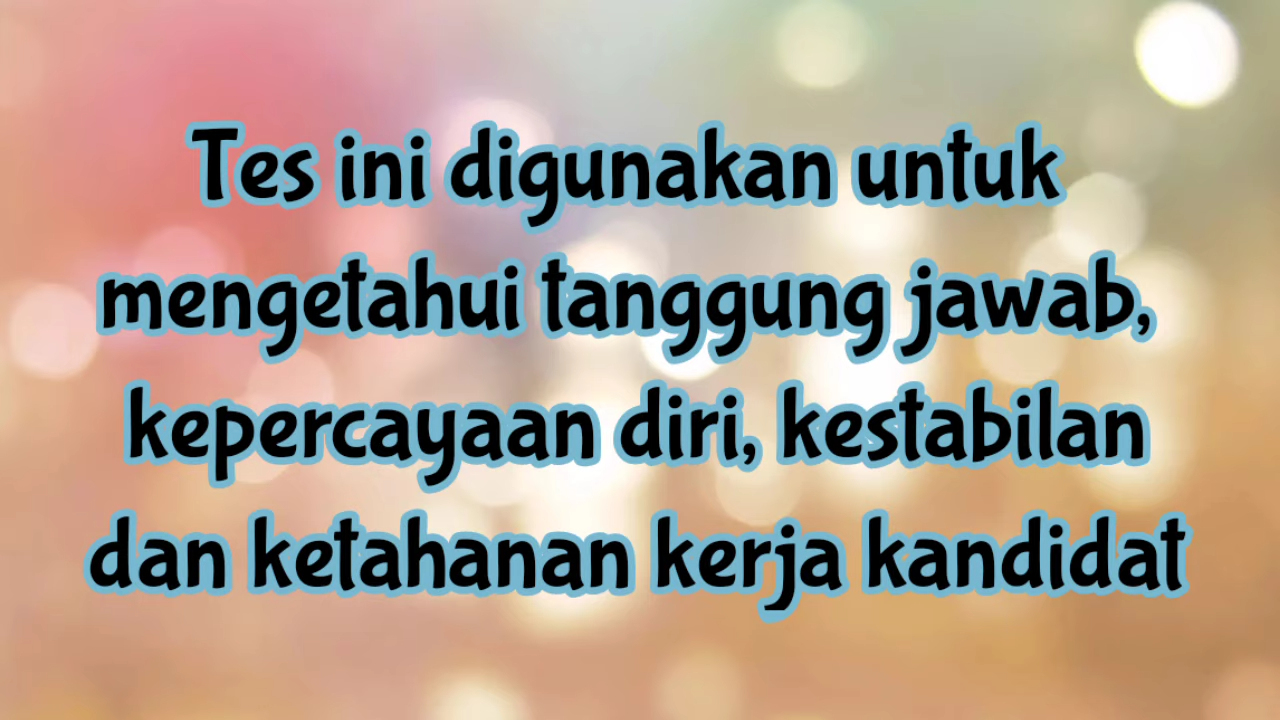 Tes ini digunakan untuk
mengetahui tanggung jawab,
kepercayaan diri, kestabilan
dan ketahanan kerja kandidat